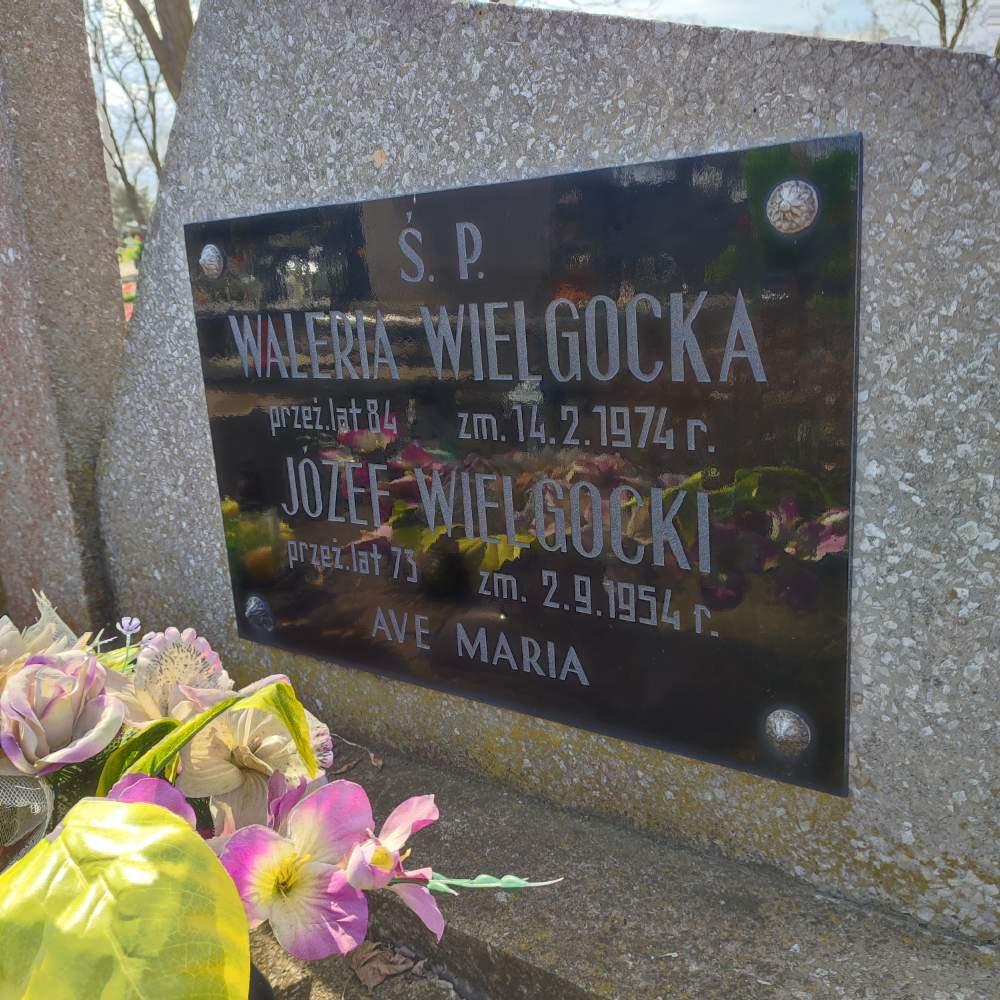 Ś. P.
WALERIA WIELGOCKA
przeż. lat 84 zm. 14. 2. 1974 r.
JÓZEF WIELGOCKI
przeż. lat 73 zm. 2. 9. 1954 r.
AVE MARIA